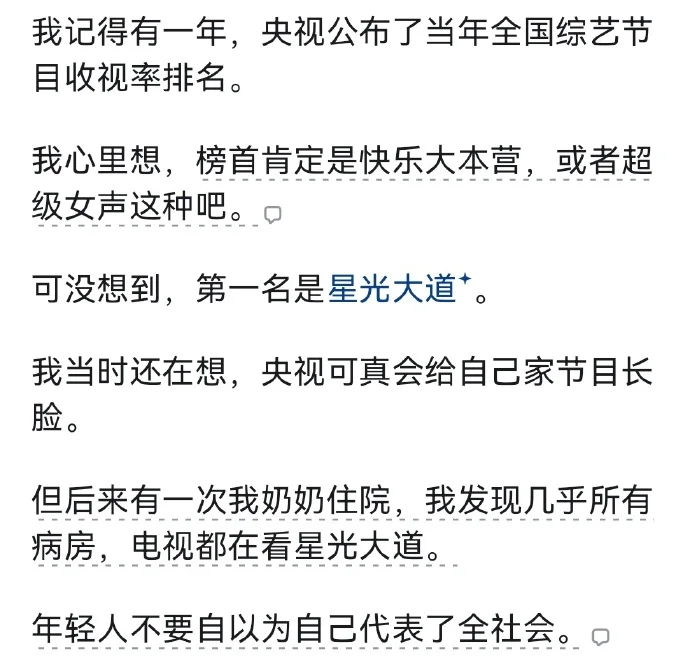 我记得有一年，央视公布了当年全国综艺节
目收视率排名。
我心里想，榜首肯定是快乐大本营，或者超
级女声这种吧。
可没想到，第一名是星光大道。
我当时还在想，央视可真会给自己家节目长
脸。
但后来有一次我奶奶住院，我发现几乎所有
病房，电视都在看星光大道。
年轻人不要自以为自己代表了全社会。